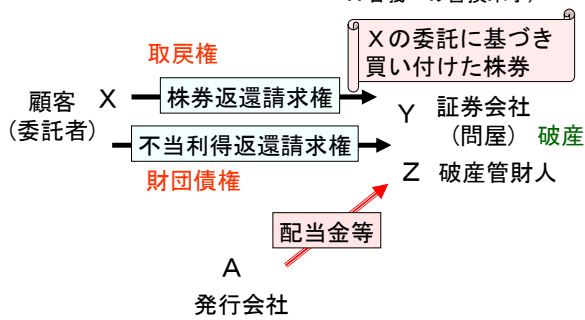 取戻権
Xの委託に基づき
買い付けた株券
顧客
(委託者)
X
株券返還請求権
Y
証券会社
(問屋)
破産
不当利得返還請求権
財団債権
Z
破産管財人
配当金等
A
発行会社